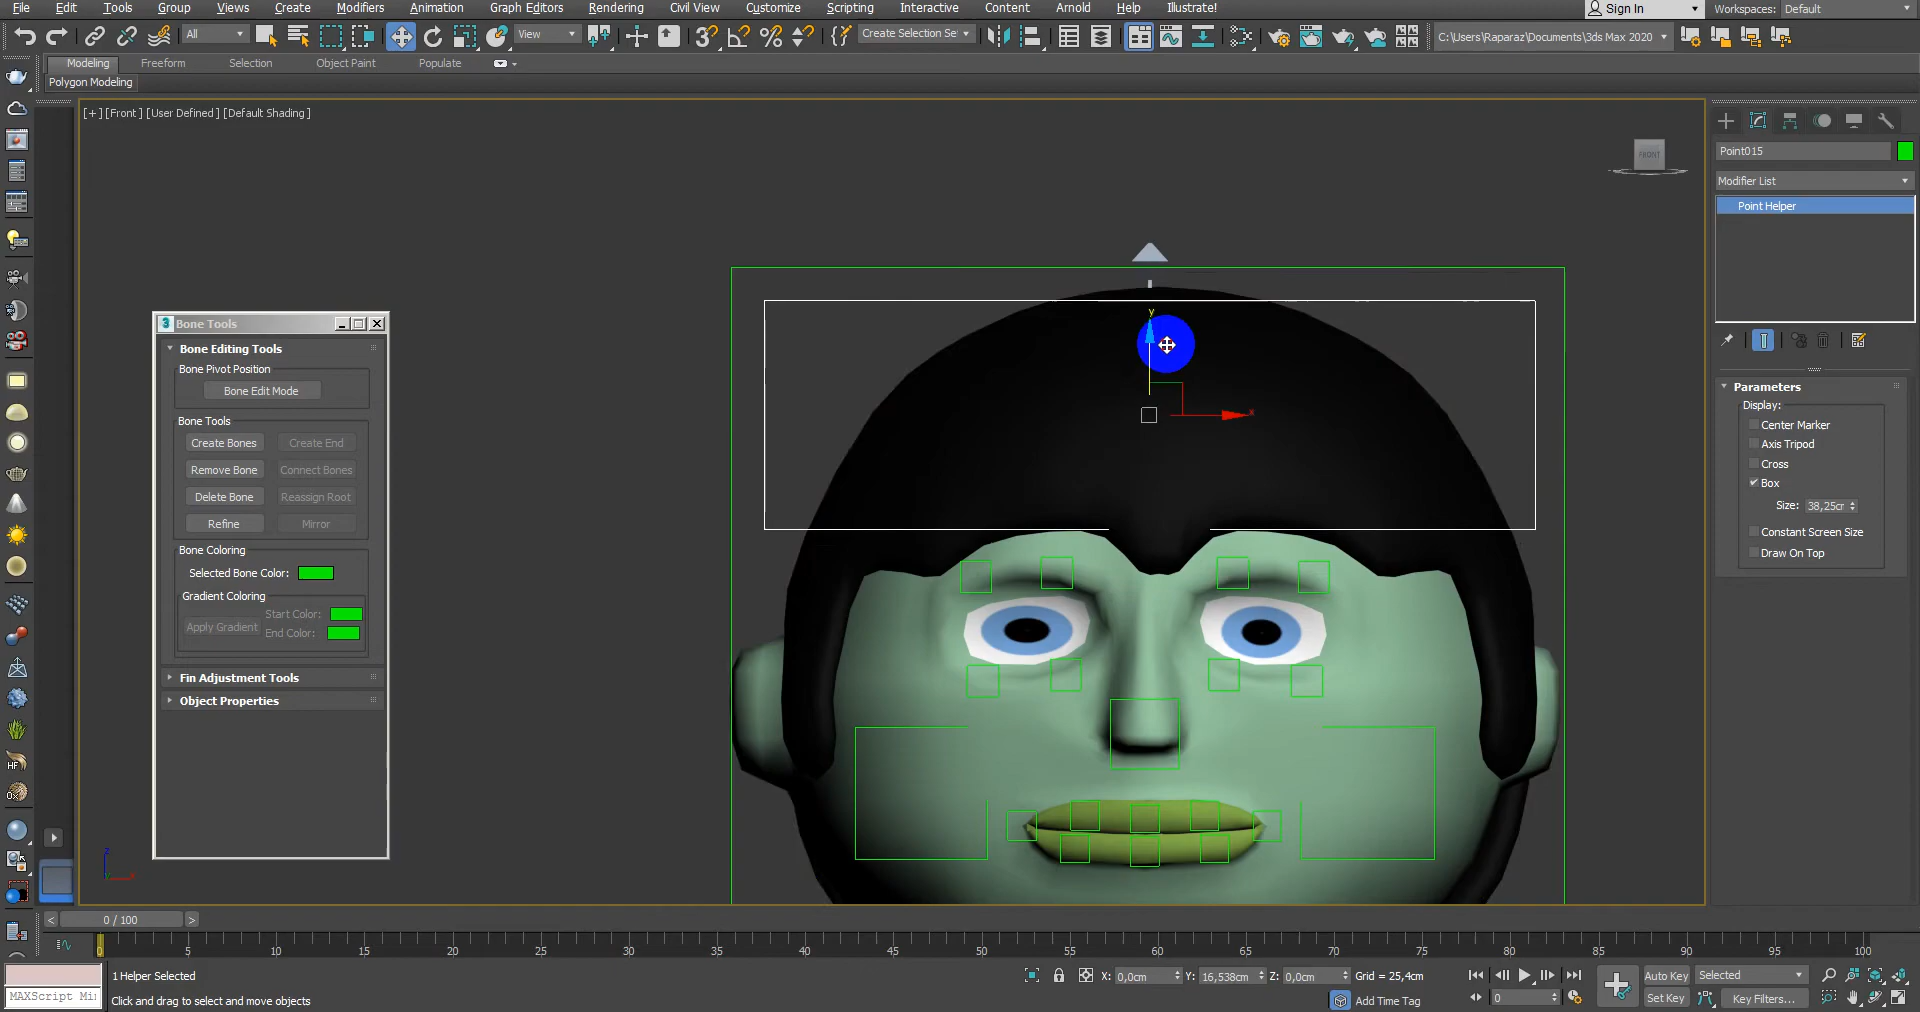 File Edit Tools Group Views Create Modifiers Animation Graph Editors Rendering Civil View Customize Scripting Interactive Content Arnold Help Illustrate! Sign In Workspaces: Default
All View Create Selection Se C:\Users\Raparaz\Documents\3ds Max 2020
Modeling Freeform Selection Object Paint Populate
Polygon Modeling
[+] [Front] [User Defined] [Default Shading]
FRONT
Point015
Modifier List
Point Helper
y
x
3 Bone Tools
Bone Editing Tools
Bone Pivot Position
Bone Edit Mode
Bone Tools
Create Bones Create End
Remove Bone Connect Bones
Delete Bone Reassign Root
Refine Mirror
Bone Coloring
Selected Bone Color:
Gradient Coloring
Start Color:
Apply Gradient
End Color:
Fin Adjustment Tools
Object Properties
Parameters
Display:
Center Marker
Axis Tripod
Cross
Box
Size: 38,25cm
Constant Screen Size
Draw On Top
z
x
< 0 / 100 >
0 5 10 15 20 25 30 35 40 45 50 55 60 65 70 75 80 85 90 95 100
1 Helper Selected X: 0,0cm Y: 16,538cm Z: 0,0cm Grid = 25,4cm Auto Key Selected
MAXScript Mi Click and drag to select and move objects Add Time Tag 0 Set Key Key Filters...